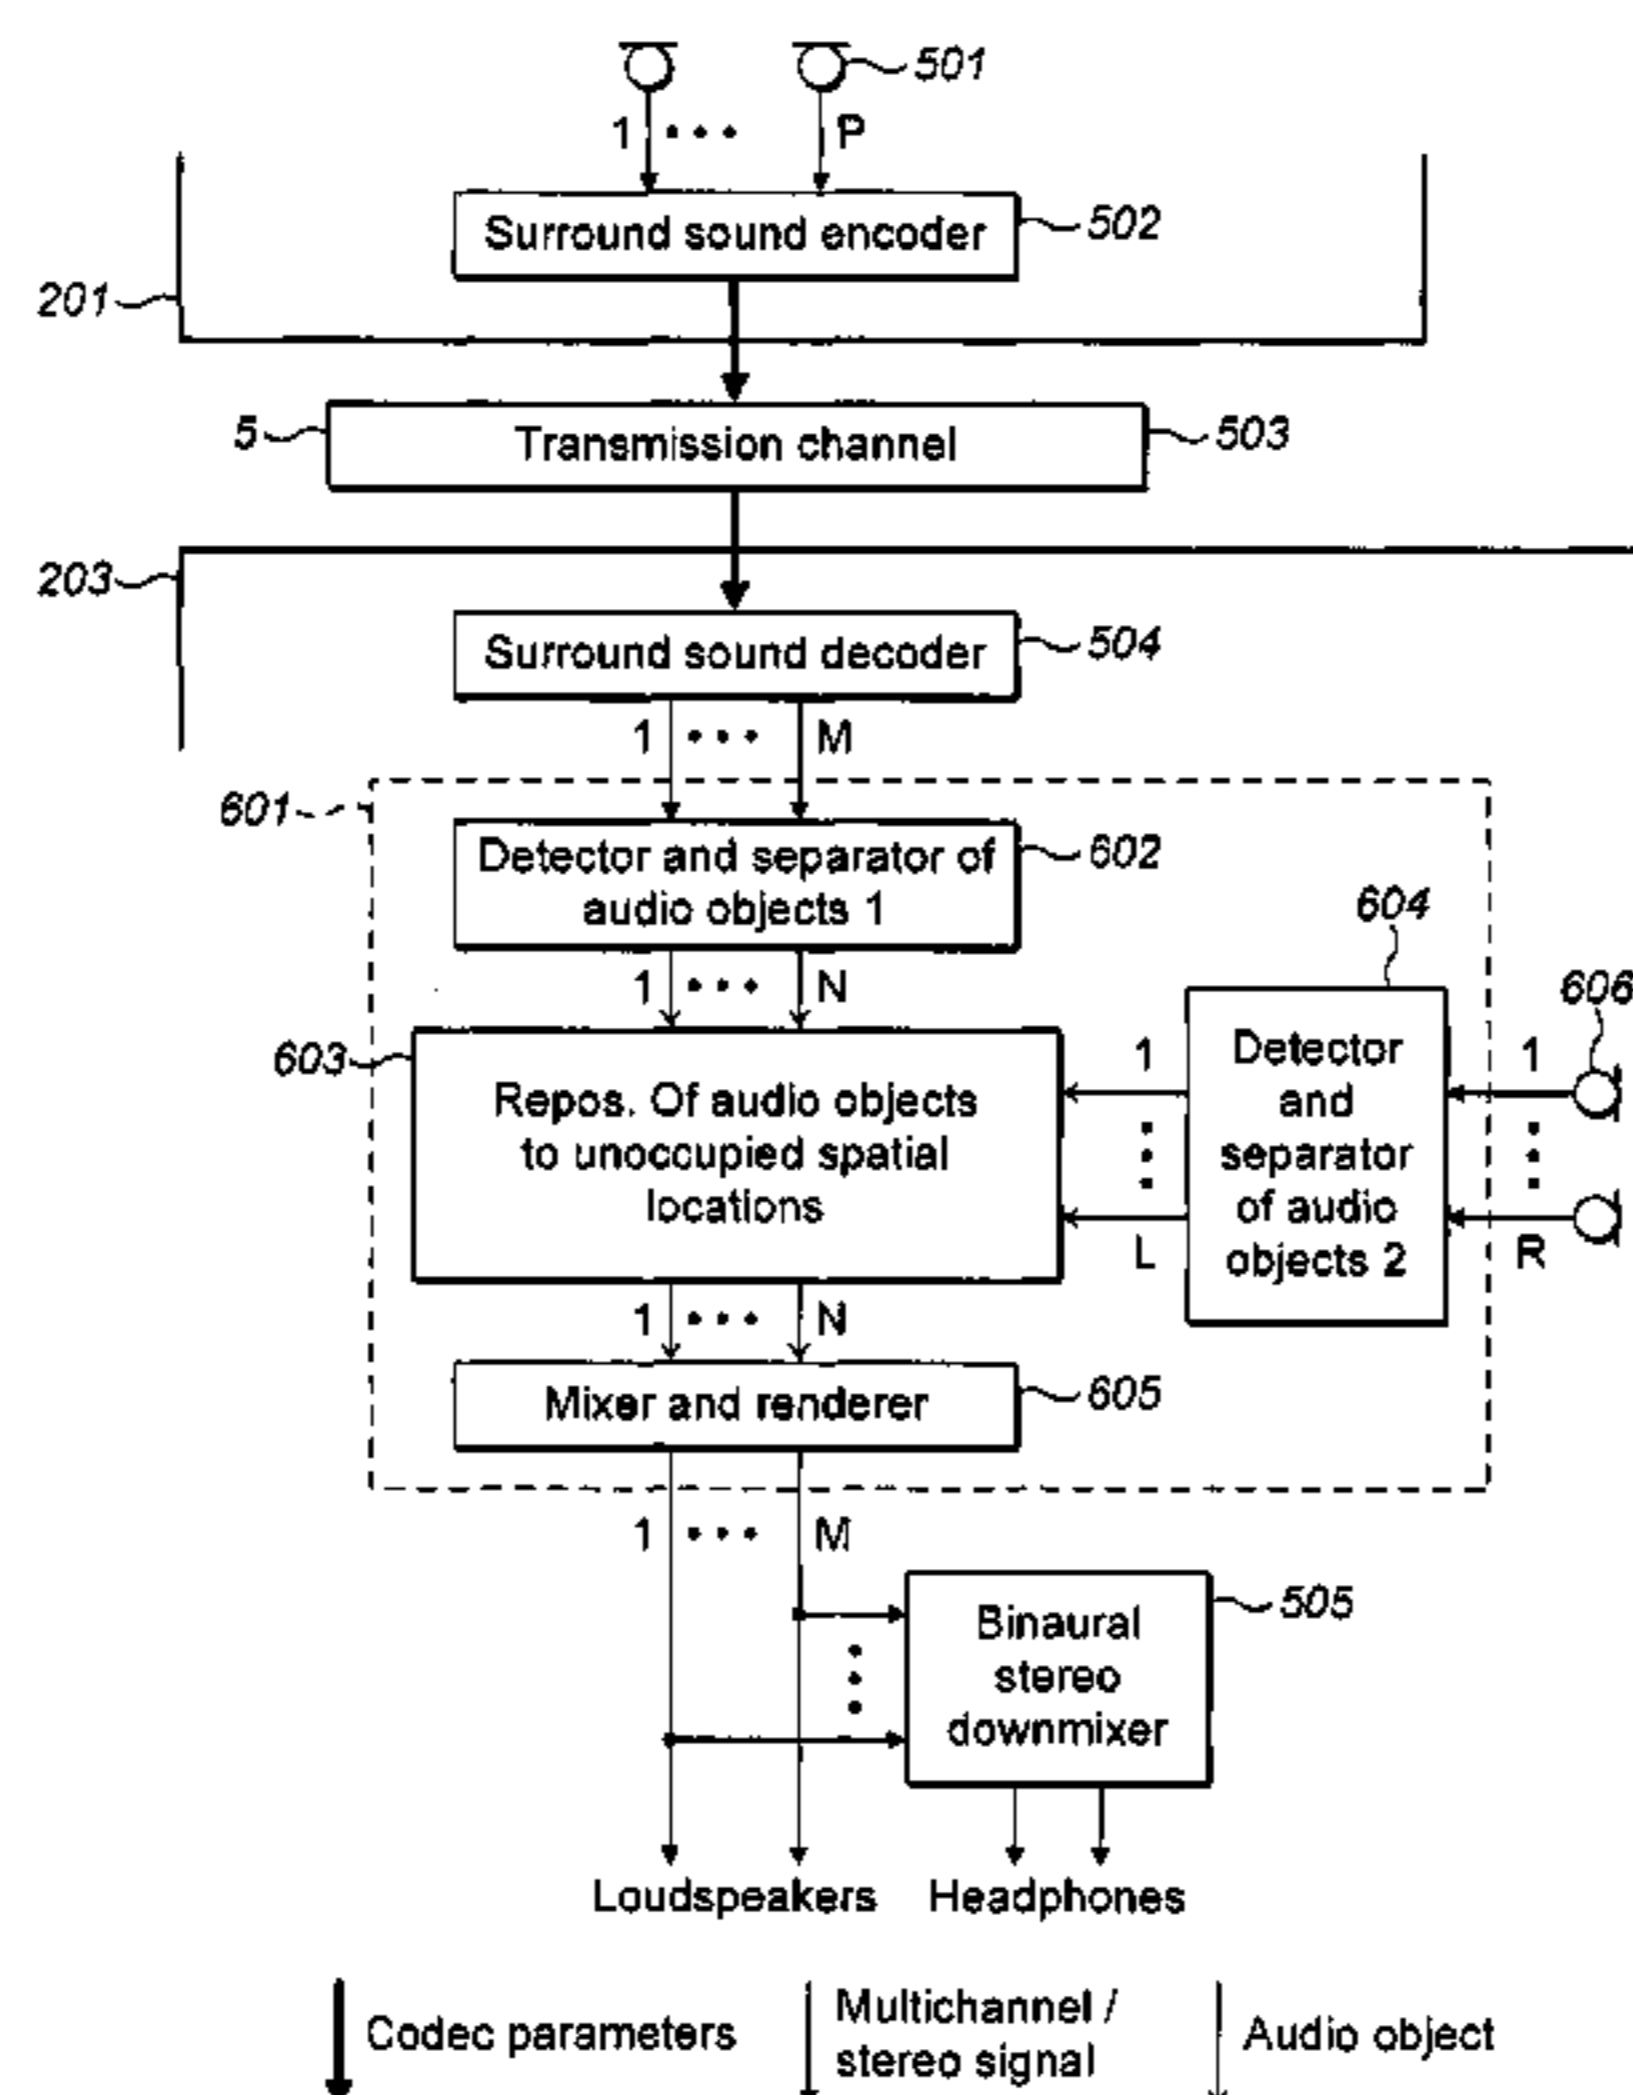 501
1 ••• P
Surround sound encoder
502
201
5
Transmission channel
503
203
Surround sound decoder
504
1 ••• M
601
Detector and separator of
audio objects 1
602
604
1 ••• N
606
603
Repos. Of audio objects
to unoccupied spatial
locations
1
L
Detector
and
separator
of audio
objects 2
1
R
1 ••• N
Mixer and renderer
605
1 ••• M
Binaural
stereo
downmixer
505
Loudspeakers
Headphones
Codec parameters
Multichannel /
stereo signal
Audio object